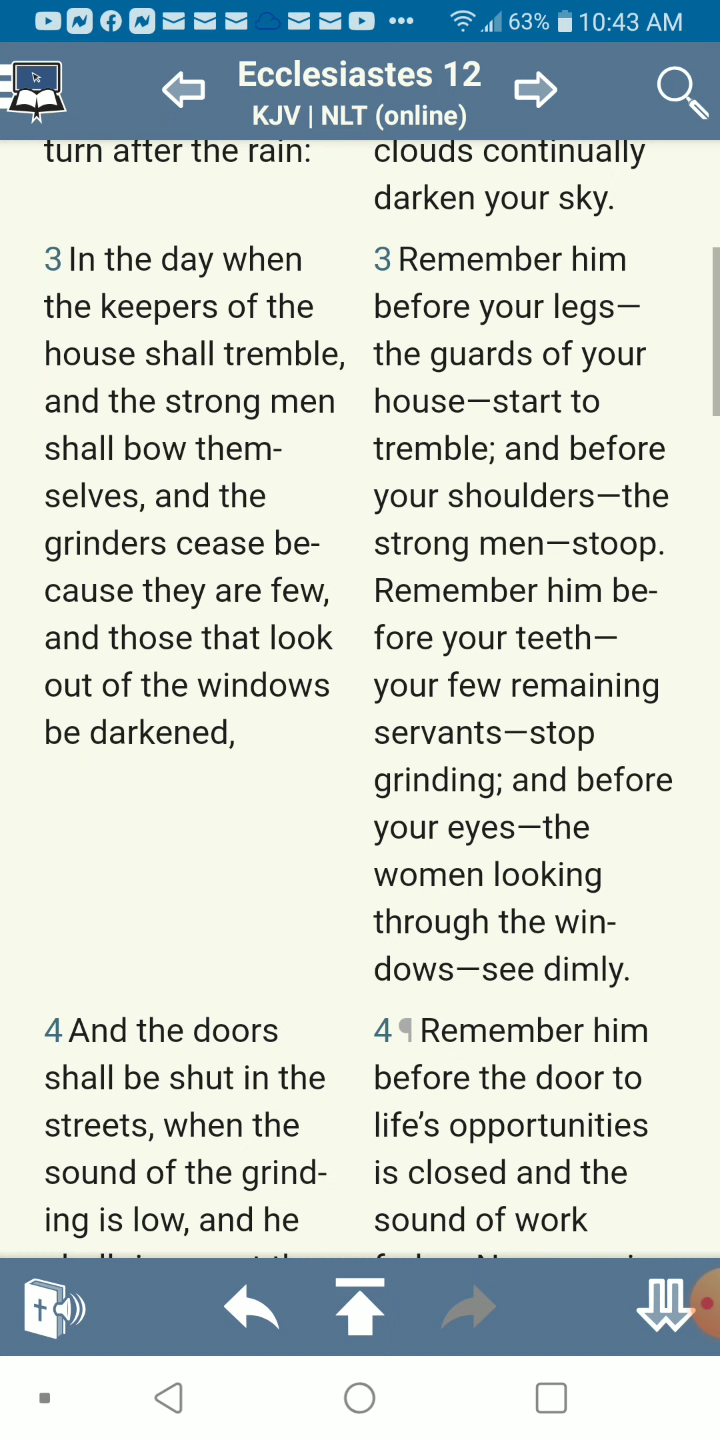 63% 10:43 AM
Ecclesiastes 12
KJV | NLT (online)
turn after the rain:
3 In the day when
the keepers of the
house shall tremble,
and the strong men
shall bow them-
selves, and the
grinders cease be-
cause they are few,
and those that look
out of the windows
be darkened,
4 And the doors
shall be shut in the
streets, when the
sound of the grind-
ing is low, and he
clouds continually
darken your sky.
3 Remember him
before your legs—
the guards of your
house—start to
tremble; and before
your shoulders—the
strong men—stoop.
Remember him be-
fore your teeth—
your few remaining
servants—stop
grinding; and before
your eyes—the
women looking
through the win-
dows—see dimly.
4 ¶ Remember him
before the door to
life’s opportunities
is closed and the
sound of work